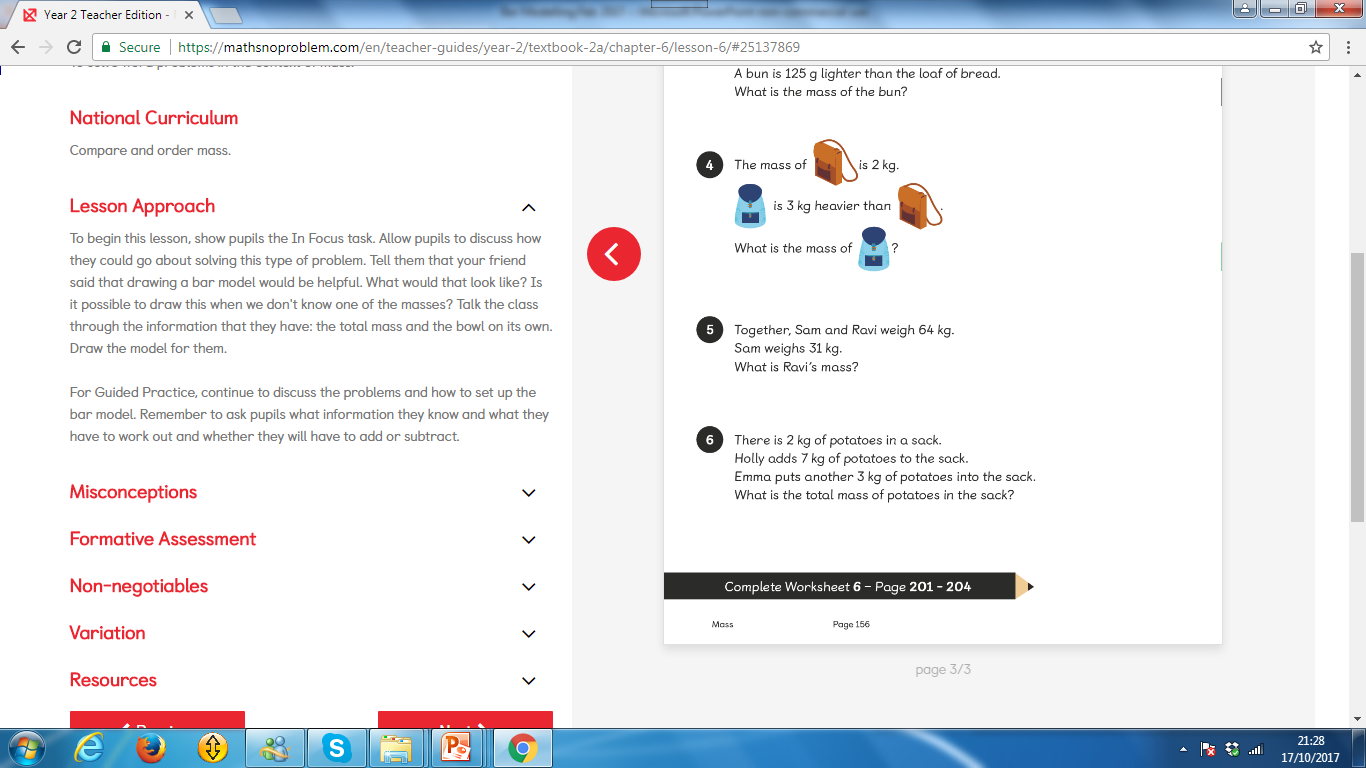 Year 2 Teacher Edition -
Secure
https://mathsnoproblem.com/en/teacher-guides/year-2/textbook-2a/chapter-6/lesson-6/#25137869
National Curriculum
Compare and order mass.
Lesson Approach
To begin this lesson, show pupils the In Focus task. Allow pupils to discuss how
they could go about solving this type of problem. Tell them that your friend
said that drawing a bar model would be helpful. What would that look like? Is
it possible to draw this when we don't know one of the masses? Talk the class
through the information that they have: the total mass and the bowl on its own.
Draw the model for them.
For Guided Practice, continue to discuss the problems and how to set up the
bar model. Remember to ask pupils what information they know and what they
have to work out and whether they will have to add or subtract.
Misconceptions
Formative Assessment
Non-negotiables
Variation
Resources
A bun is 125 g lighter than the loaf of bread.
What is the mass of the bun?
4 The mass of is 2 kg.
is 3 kg heavier than .
What is the mass of ?
5 Together, Sam and Ravi weigh 64 kg.
Sam weighs 31 kg.
What is Ravi's mass?
6 There is 2 kg of potatoes in a sack.
Holly adds 7 kg of potatoes to the sack.
Emma puts another 3 kg of potatoes into the sack.
What is the total mass of potatoes in the sack?
Complete Worksheet 6 – Page 201 - 204
Mass Page 156
page 3/3
21:28
17/10/2017